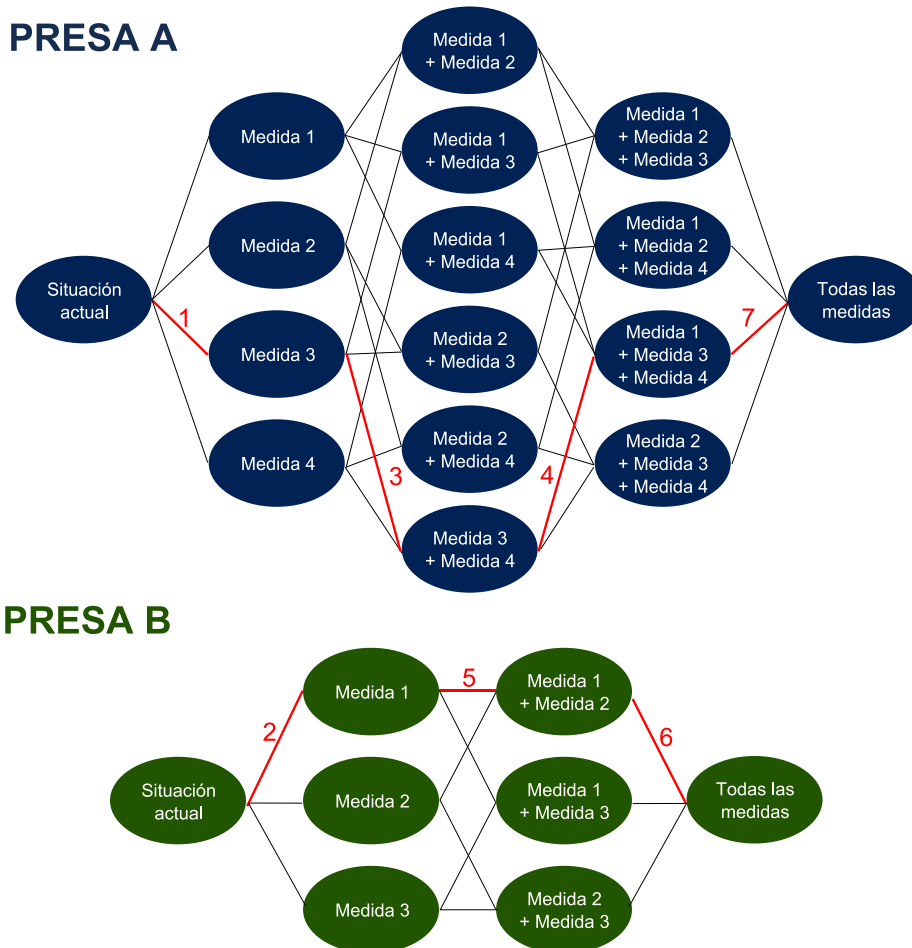 PRESA A
Situación
actual
1
Medida 1
Medida 2
Medida 3
Medida 4
3
Medida 1
+ Medida 2
Medida 1
+ Medida 3
Medida 1
+ Medida 4
Medida 2
+ Medida 3
Medida 2
+ Medida 4
Medida 3
+ Medida 4
4
Medida 1
+ Medida 2
+ Medida 3
Medida 1
+ Medida 2
+ Medida 4
Medida 1
+ Medida 3
+ Medida 4
Medida 2
+ Medida 3
+ Medida 4
7
Todas las
medidas
PRESA B
Situación
actual
2
Medida 1
Medida 2
Medida 3
5
Medida 1
+ Medida 2
Medida 1
+ Medida 3
Medida 2
+ Medida 3
6
Todas las
medidas